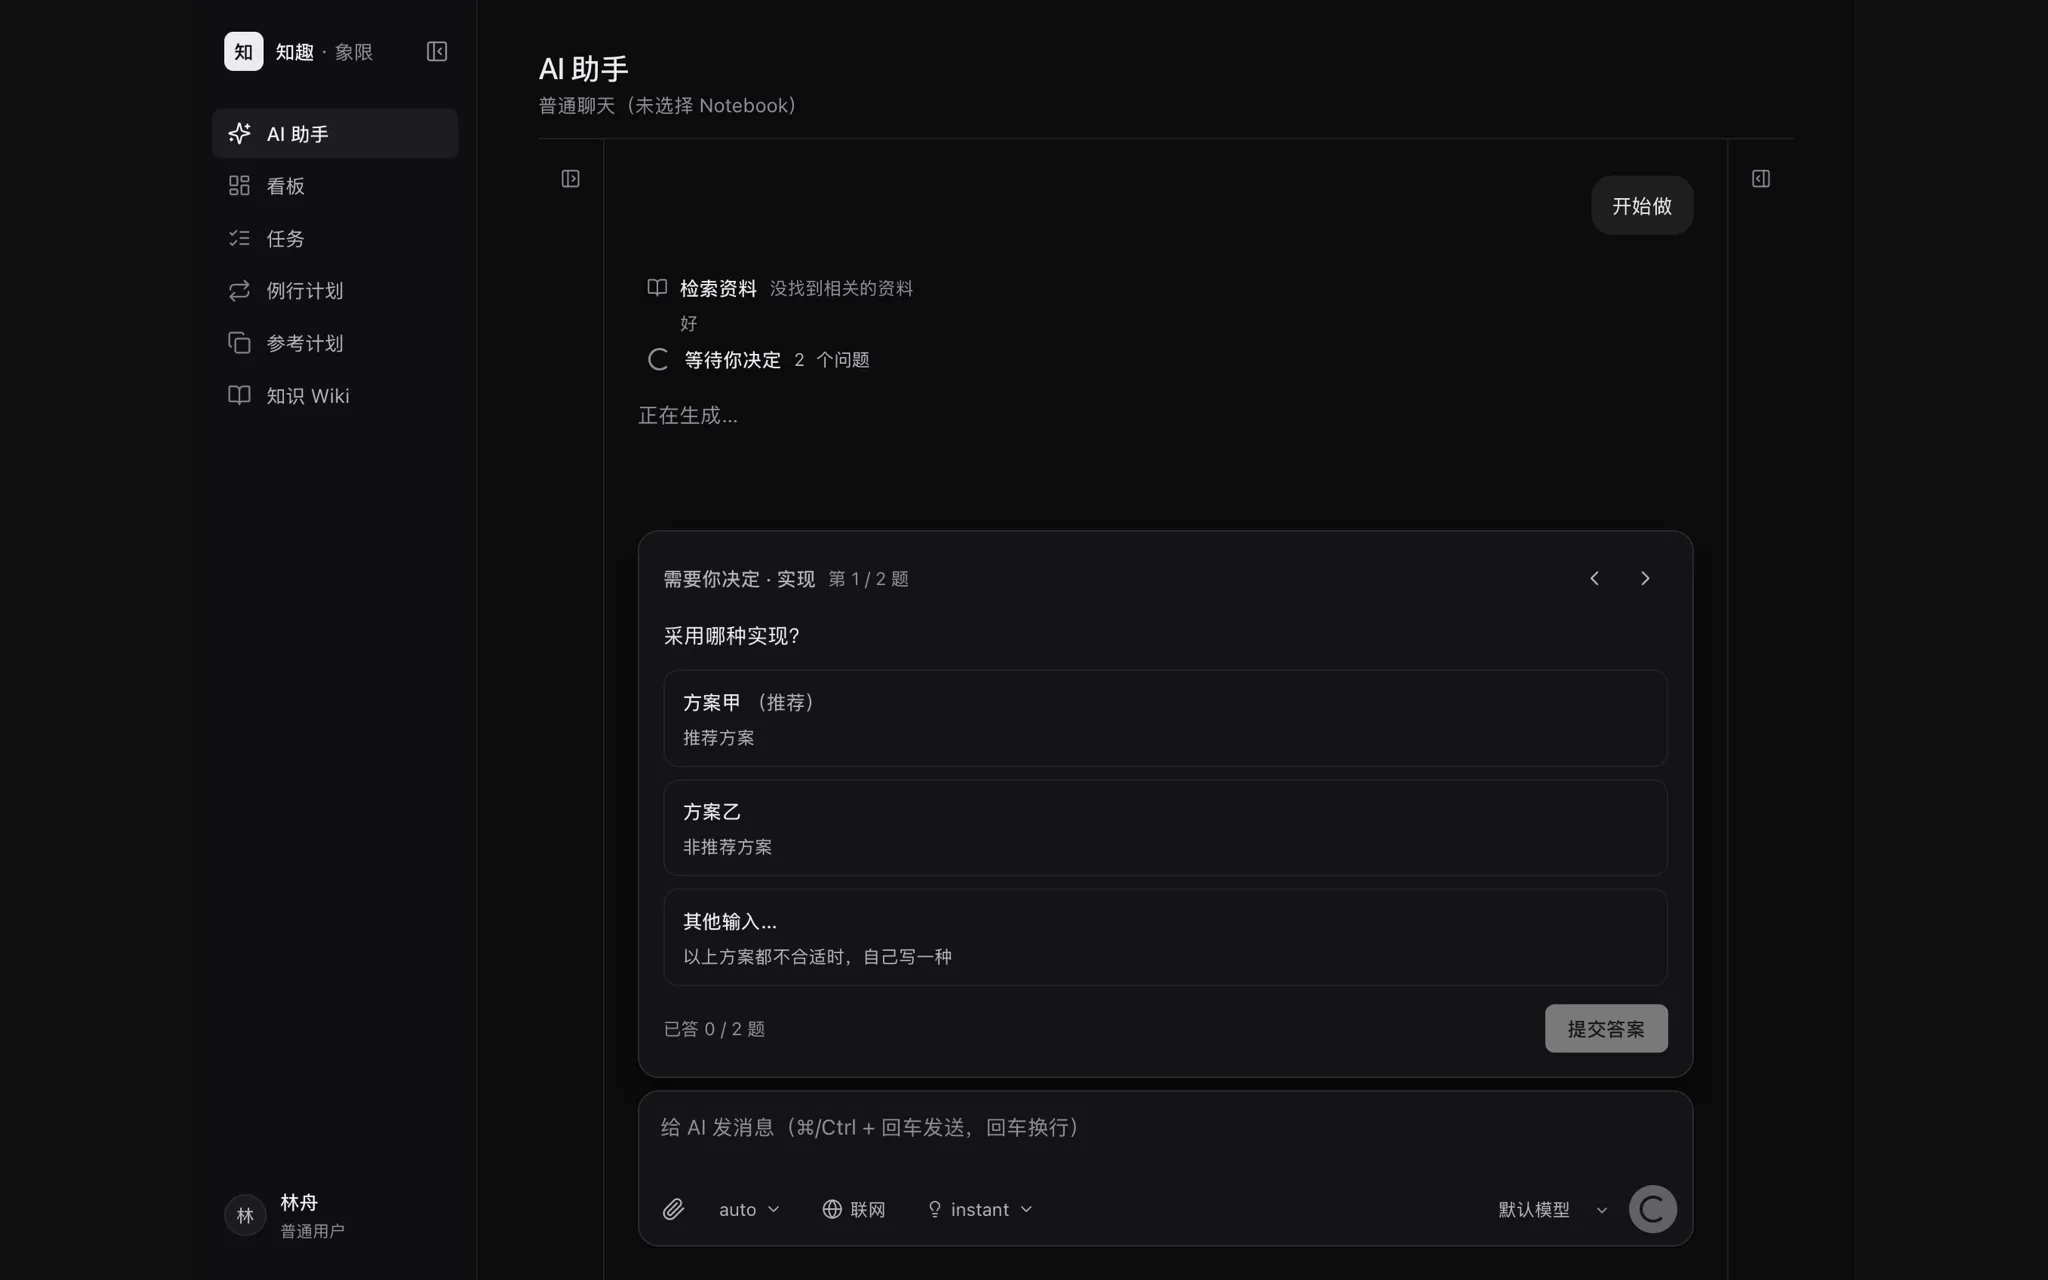 知 知趣 · 象限
AI 助手
看板
任务
例行计划
参考计划
知识 Wiki
林 林舟
普通用户
AI 助手
普通聊天（未选择 Notebook）
开始做
检索资料 没找到相关的资料
好
等待你决定 2 个问题
正在生成...
需要你决定 · 实现 第 1 / 2 题
采用哪种实现?
方案甲 （推荐）
推荐方案
方案乙
非推荐方案
其他输入...
以上方案都不合适时，自己写一种
已答 0 / 2 题
提交答案
给 AI 发消息（⌘/Ctrl + 回车发送，回车换行）
auto 联网 instant 默认模型